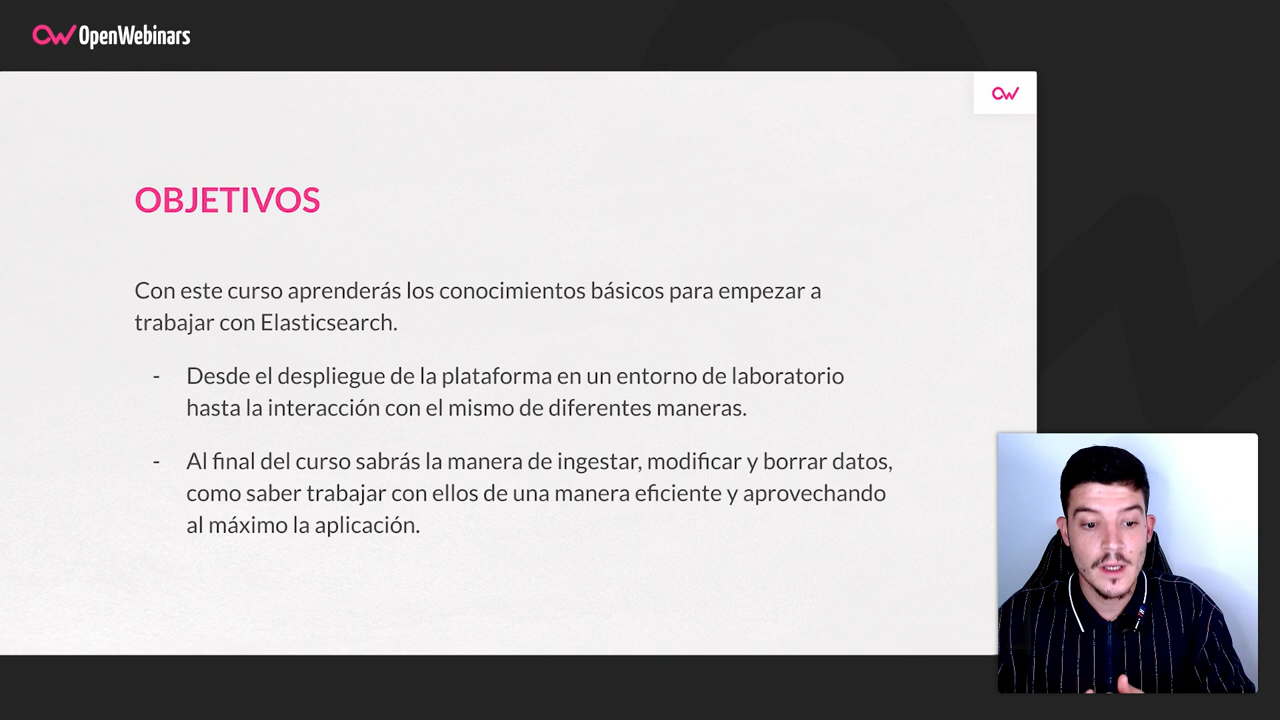 OpenWebinars
OBJETIVOS
Con este curso aprenderás los conocimientos básicos para empezar a
trabajar con Elasticsearch.
- Desde el despliegue de la plataforma en un entorno de laboratorio
hasta la interacción con el mismo de diferentes maneras.
- Al final del curso sabrás la manera de ingestar, modificar y borrar datos,
como saber trabajar con ellos de una manera eficiente y aprovechando
al máximo la aplicación.